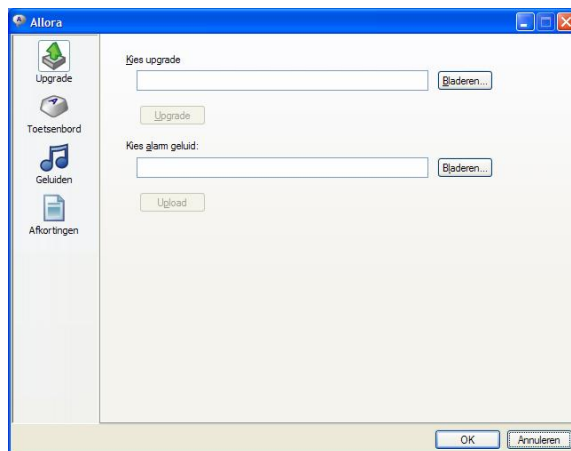 Allora
Upgrade
Toetsenbord
Geluiden
Afkortingen
Kies upgrade
Bladeren...
Upgrade
Kies alarm geluid:
Bladeren...
Upload
OK
Annuleren